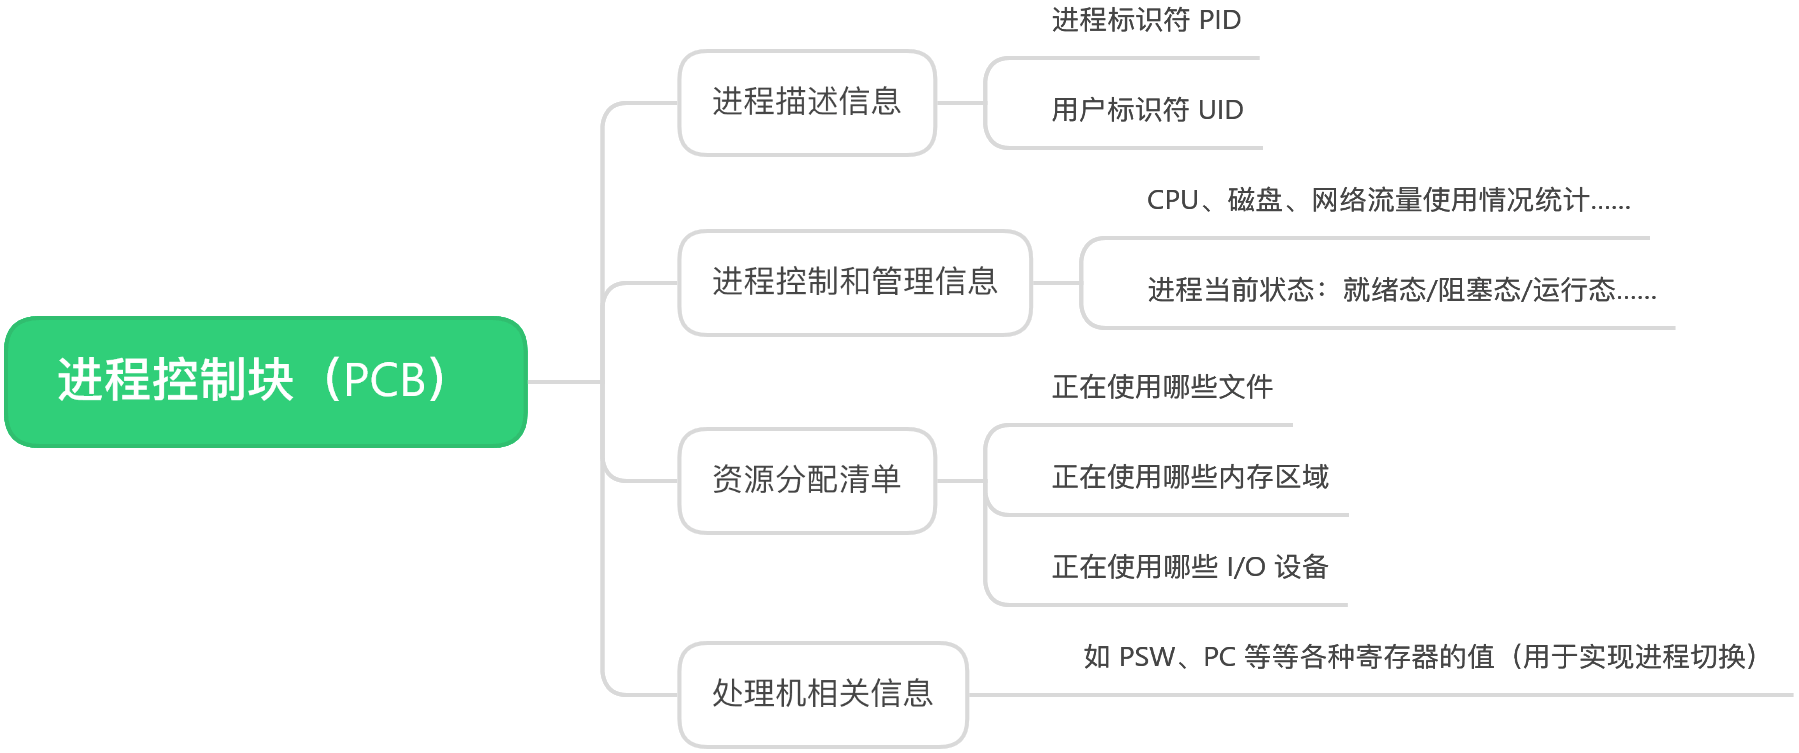 进程控制块（PCB）
进程描述信息
进程标识符 PID
用户标识符 UID
进程控制和管理信息
CPU、磁盘、网络流量使用情况统计......
进程当前状态：就绪态/阻塞态/运行态......
资源分配清单
正在使用哪些文件
正在使用哪些内存区域
正在使用哪些 I/O 设备
处理机相关信息
如 PSW、PC 等等各种寄存器的值（用于实现进程切换）